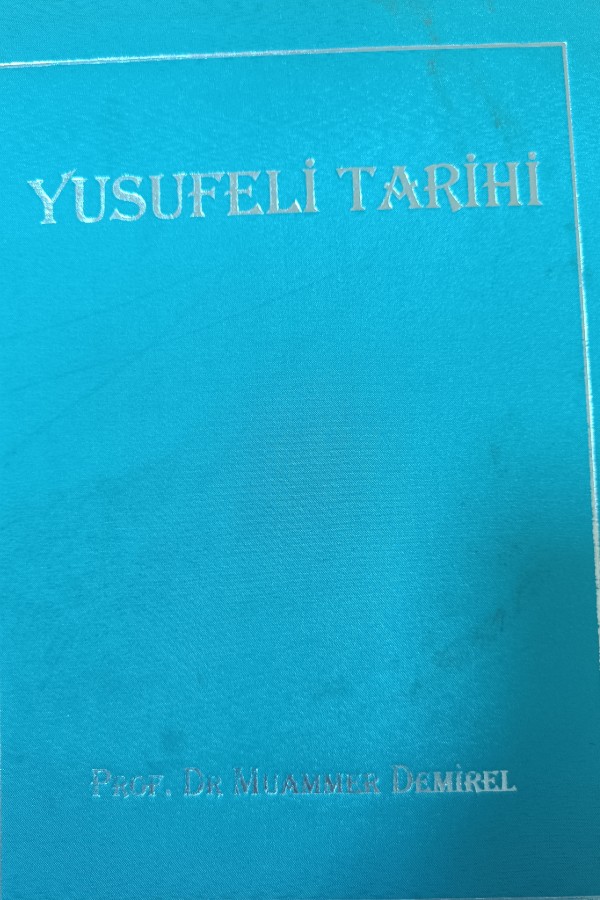 YUSUFELİ TARİHİ
PROF. DR MUAMMER DEMİREL